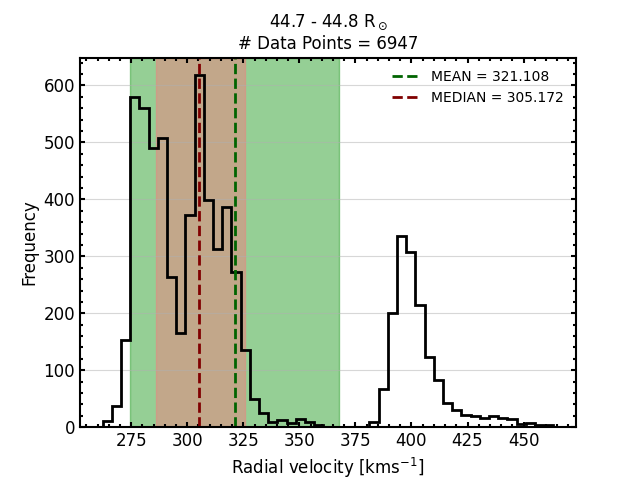 44.7 - 44.8 R⊙
# Data Points = 6947
MEAN = 321.108
MEDIAN = 305.172
Frequency
600
500
400
300
200
100
0
275 300 325 350 375 400 425 450
Radial velocity [kms⁻¹]